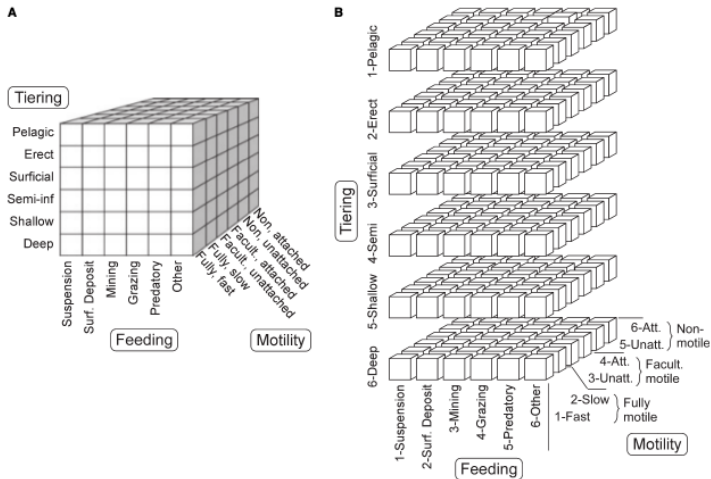 A
Tiering
Pelagic
Erect
Surficial
Semi-inf
Shallow
Deep
Suspension
Surf. Deposit
Mining
Grazing
Predatory
Other
Feeding
Non, attached
Non, unattached
Facult., attached
Facult., unattached
Fully, slow
Fully, fast
Motility
B
Tiering
1-Pelagic
2-Erect
3-Surficial
4-Semi
5-Shallow
6-Deep
1-Suspension
2-Surf. Deposit
3-Mining
4-Grazing
5-Predatory
6-Other
Feeding
6-Att.
5-Unatt.
Non-
motile
4-Att.
3-Unatt.
Facult.
motile
2-Slow
1-Fast
Fully
motile
Motility